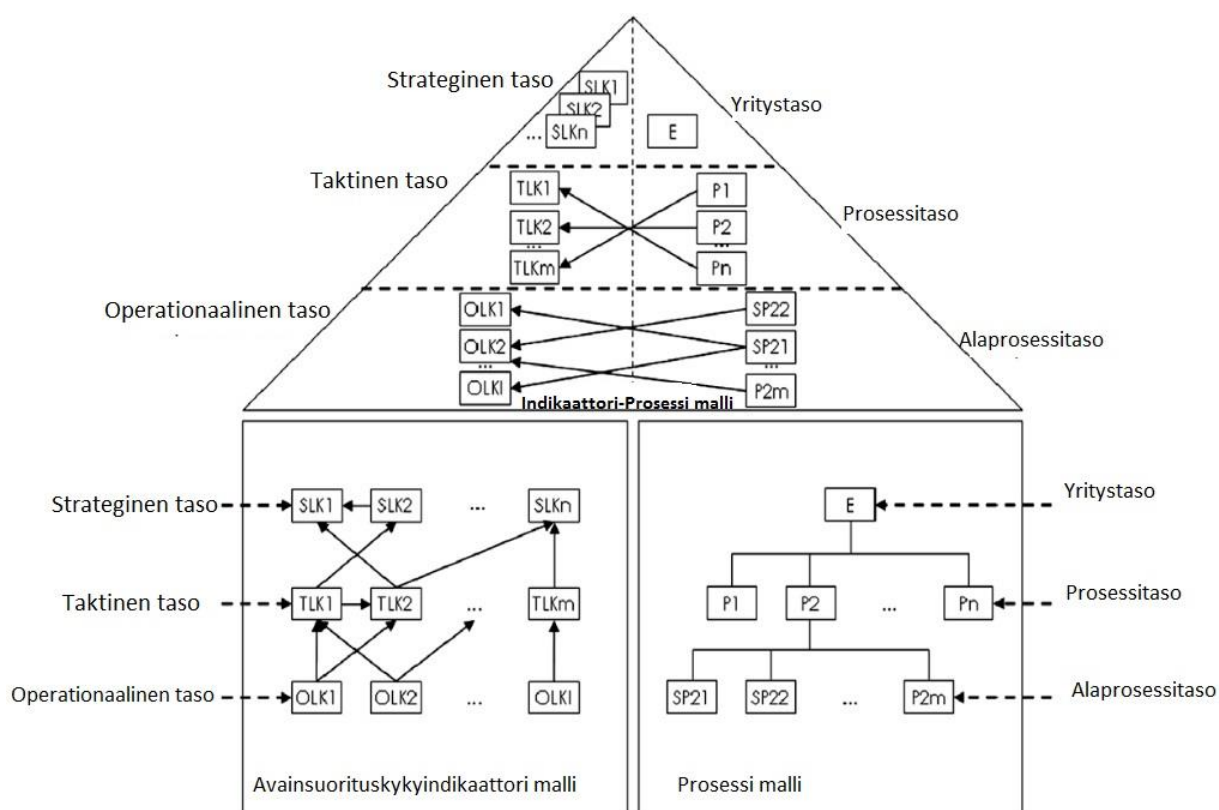 Strateginen taso
SLK1
SLK2
... SLKn
E
Yritystaso
Taktinen taso
TLK1
P1
Prosessitaso
TLK2
P2
...
...
TLKm
Pn
Operationaalinen taso
OLK1
SP22
Alaprosessitaso
OLK2
SP21
...
...
OLKl
P2m
Indikaattori-Prosessi malli
Strateginen taso
SLK1
SLK2
...
SLKn
Taktinen taso
TLK1
TLK2
...
TLKm
Operationaalinen taso
OLK1
OLK2
...
OLKl
Avainsuorituskykyindikaattori malli
E
Yritystaso
P1
P2
...
Pn
Prosessitaso
SP21
SP22
...
P2m
Alaprosessitaso
Prosessi malli